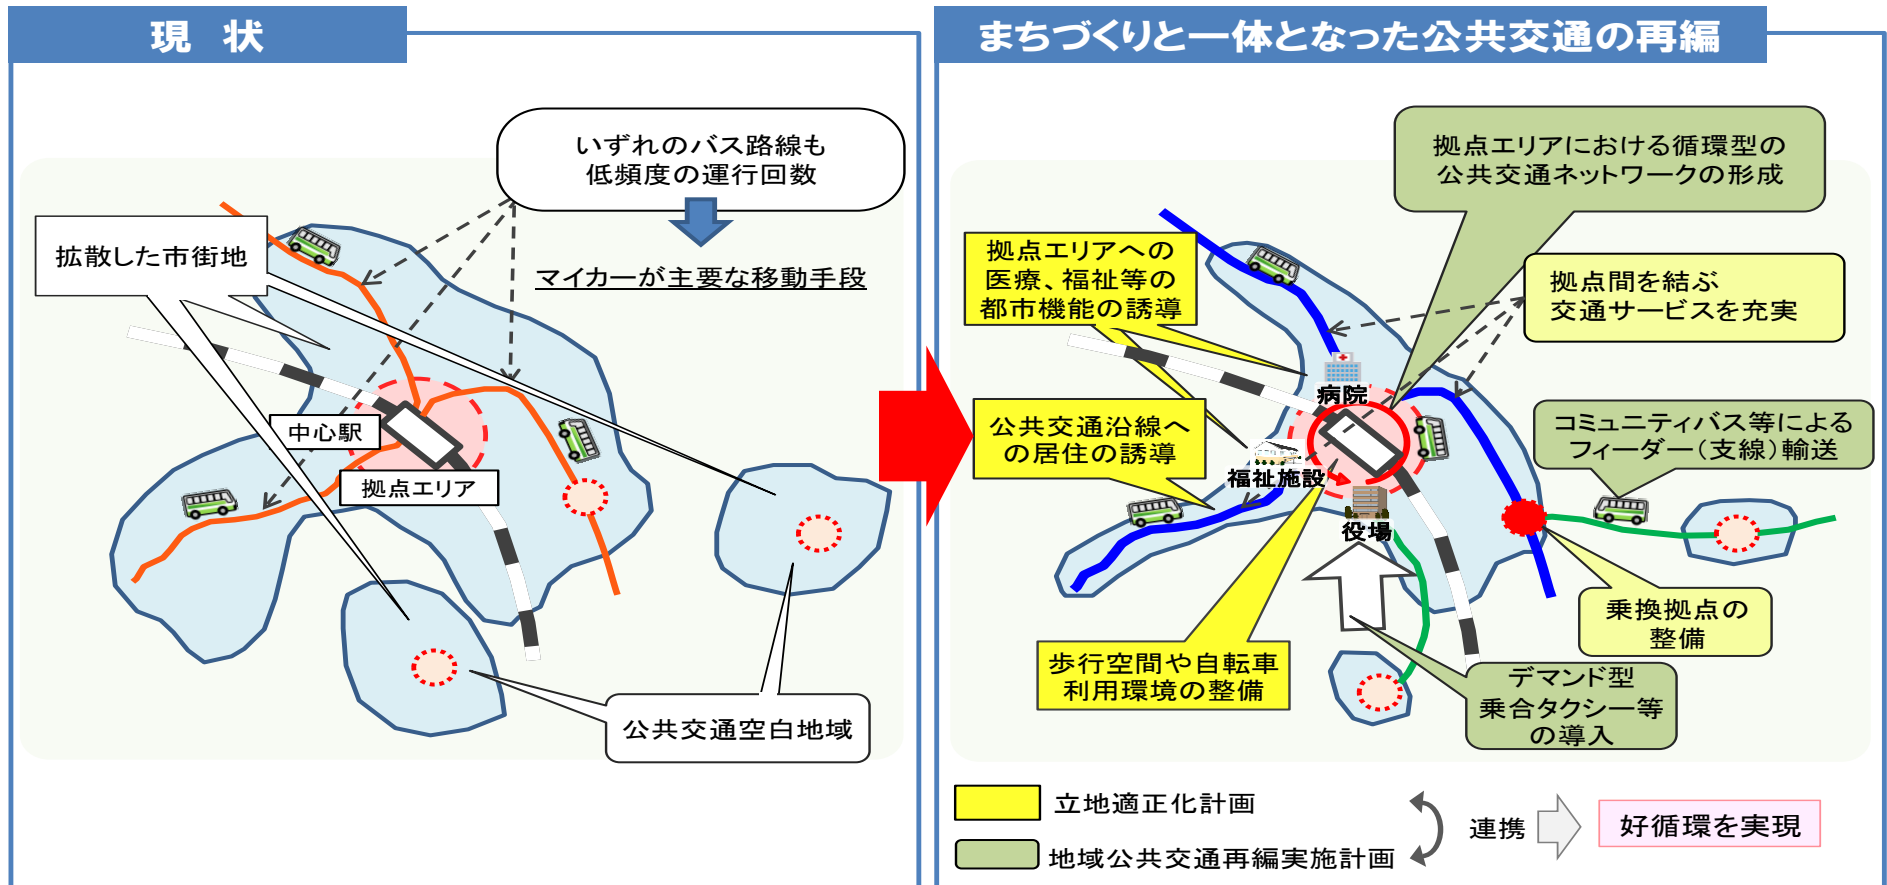 現 状
いずれのバス路線も
低頻度の運行回数
拡散した市街地
マイカーが主要な移動手段
中心駅
拠点エリア
公共交通空白地域
まちづくりと一体となった公共交通の再編
拠点エリアにおける循環型の
公共交通ネットワークの形成
拠点エリアへの
医療、福祉等の
都市機能の誘導
拠点間を結ぶ
交通サービスを充実
病院
公共交通沿線へ
の居住の誘導
コミュニティバス等による
フィーダー(支線)輸送
福祉施設
役場
乗換拠点の
整備
歩行空間や自転車
利用環境の整備
デマンド型
乗合タクシー等
の導入
立地適正化計画
地域公共交通再編実施計画
連携
好循環を実現